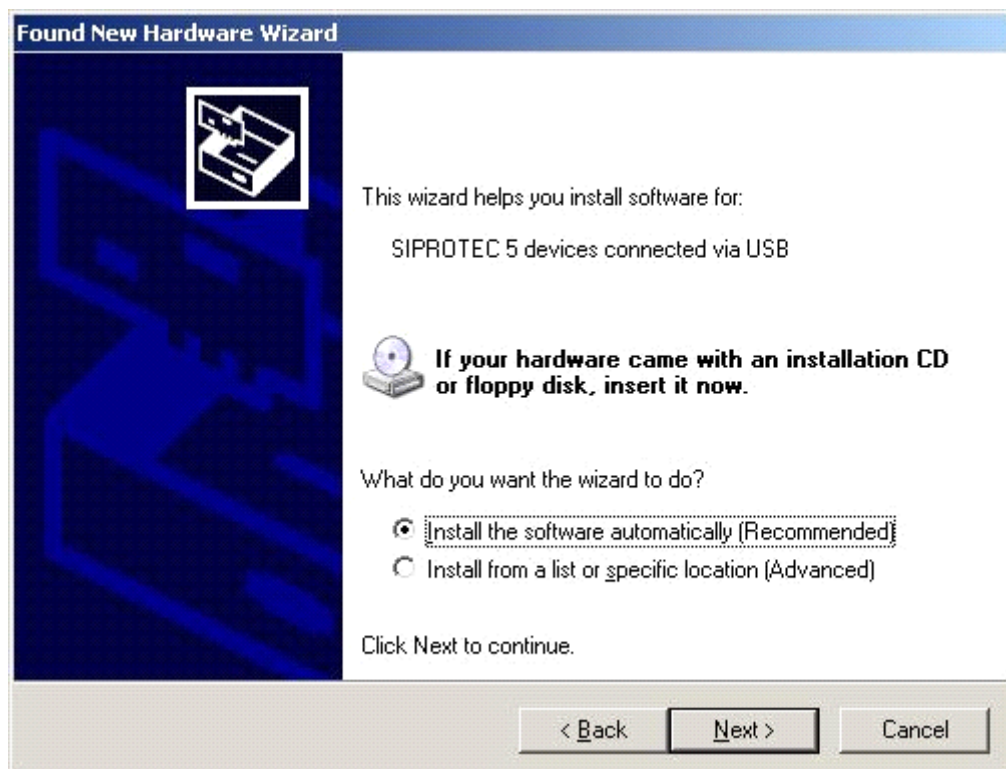 Found New Hardware Wizard
This wizard helps you install software for:
SIPROTEC 5 devices connected via USB
If your hardware came with an installation CD
or floppy disk, insert it now.
What do you want the wizard to do?
Install the software automatically (Recommended)
Install from a list or specific location (Advanced)
Click Next to continue.
< Back Next > Cancel